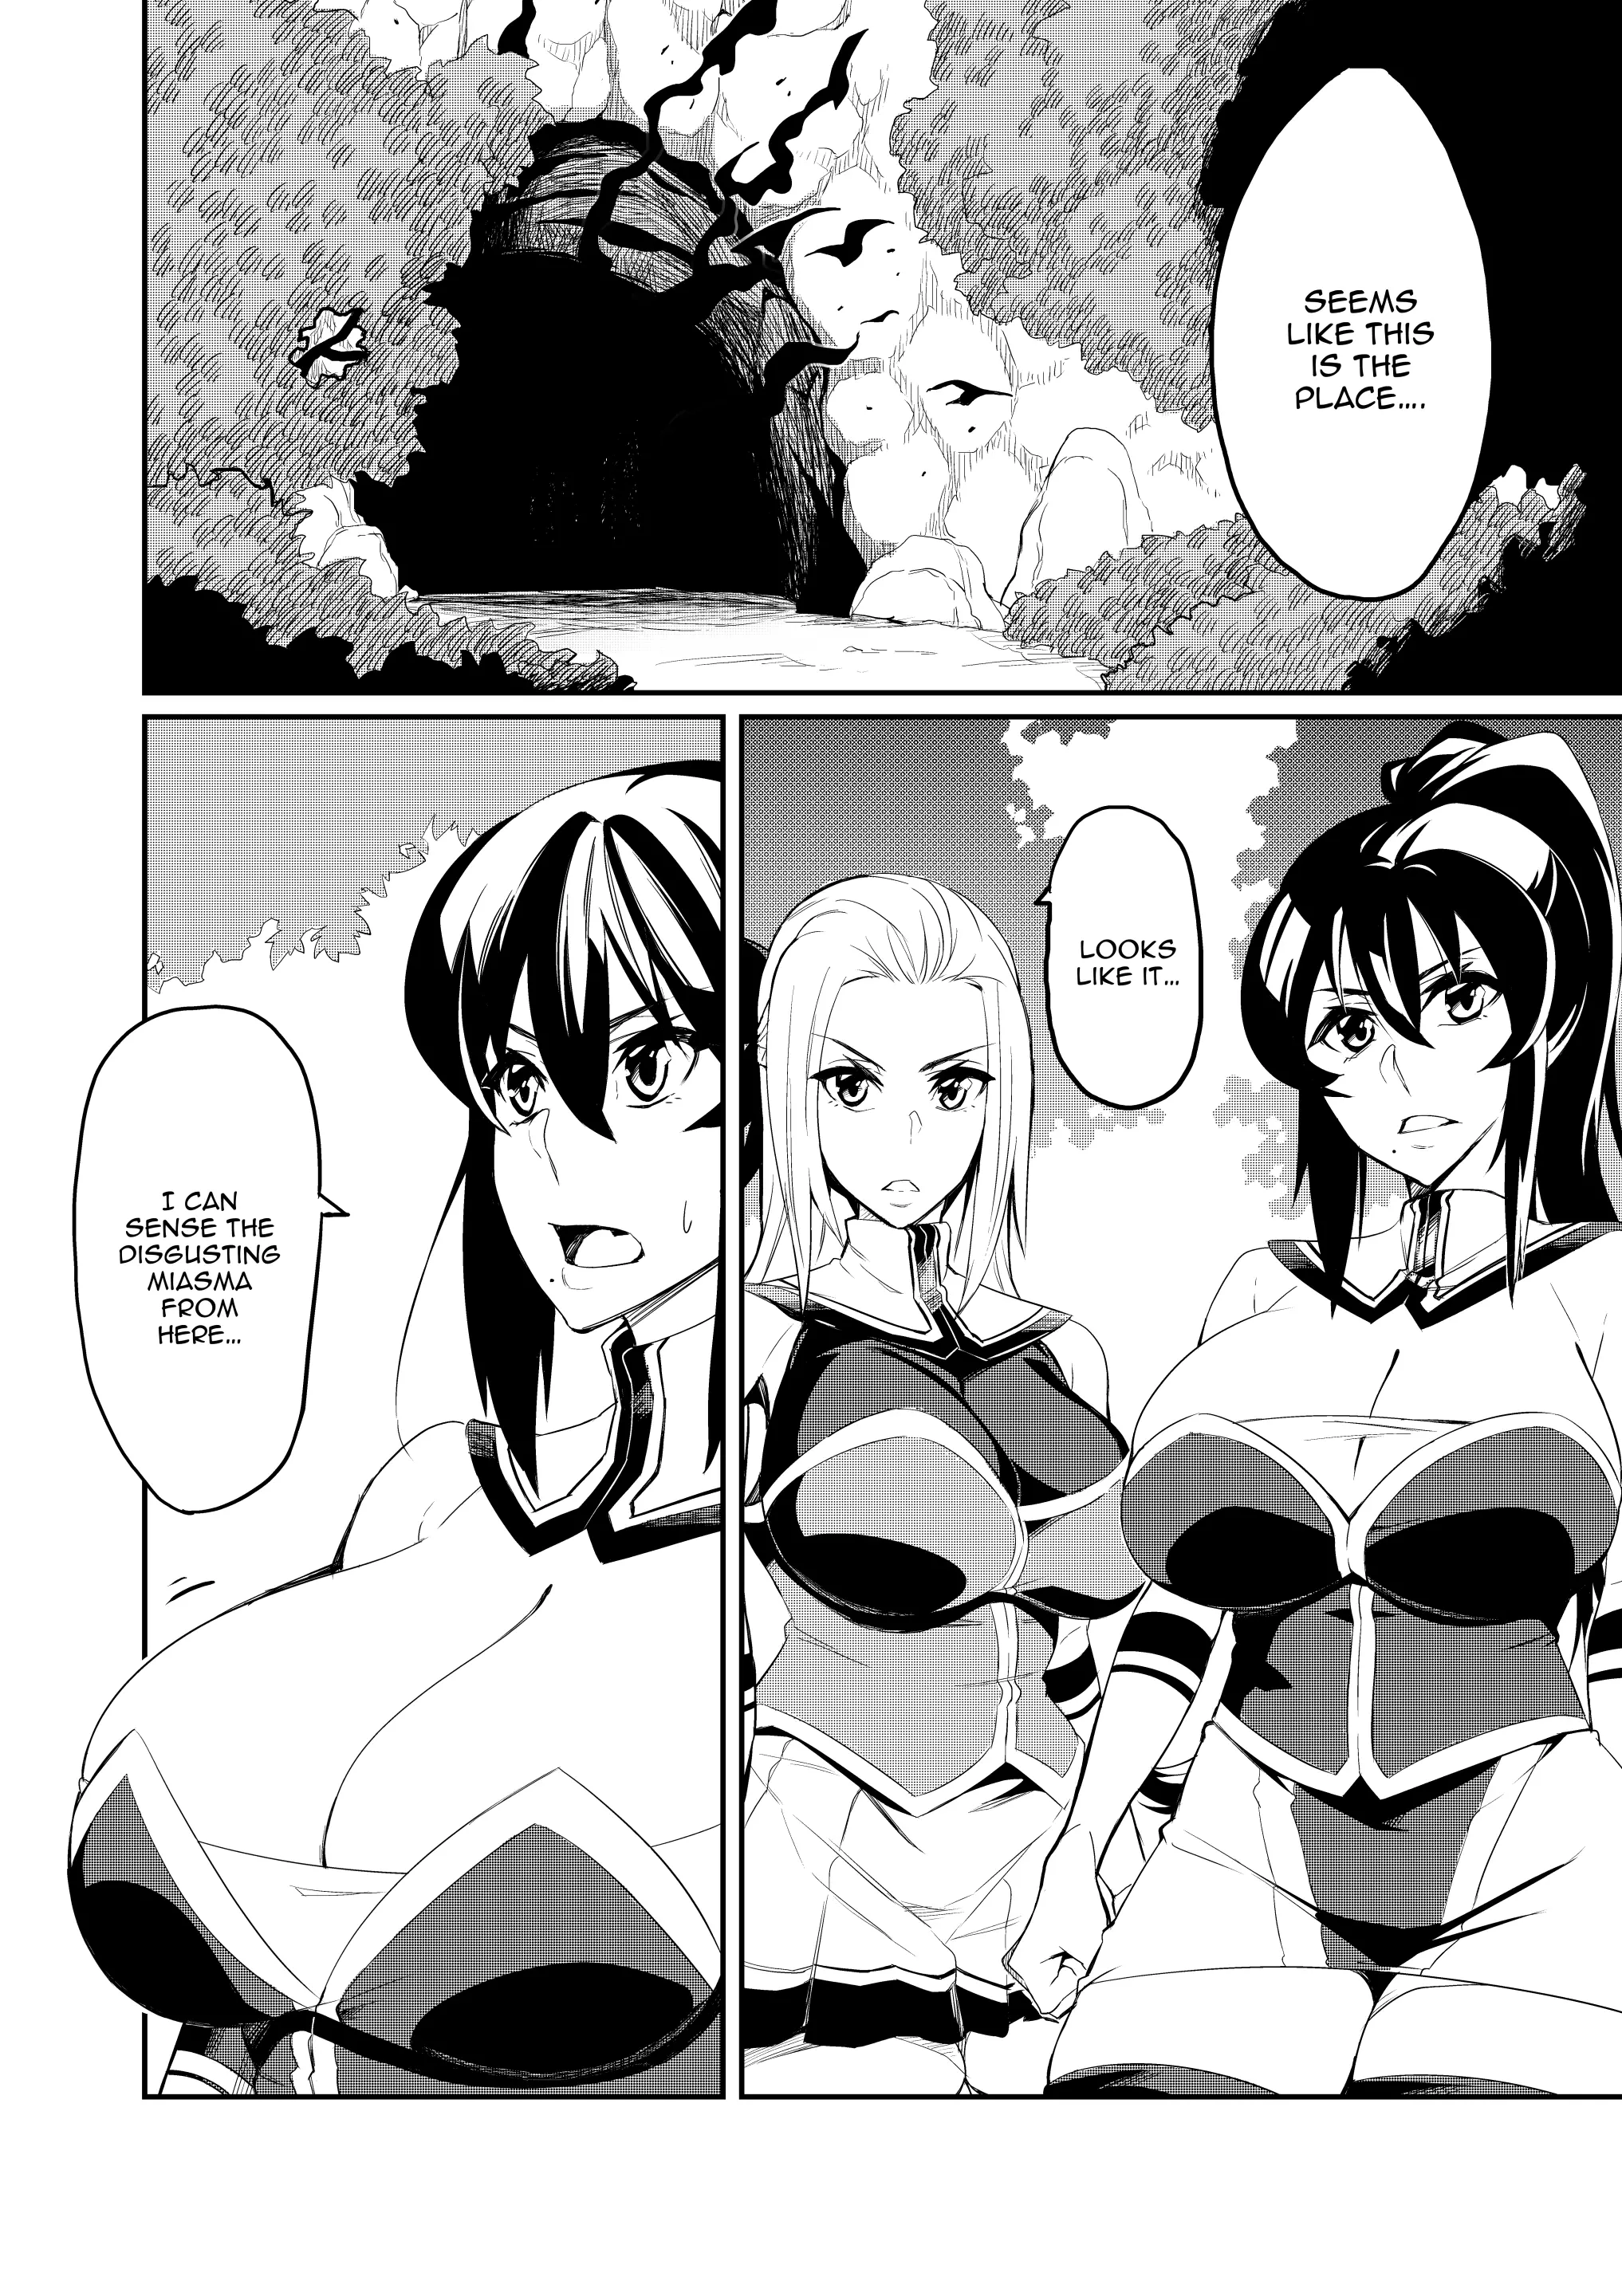 SEEMS
LIKE THIS
IS THE
PLACE....
LOOKS
LIKE IT...
I CAN
SENSE THE
DISGUSTING
MIASMA
FROM
HERE...